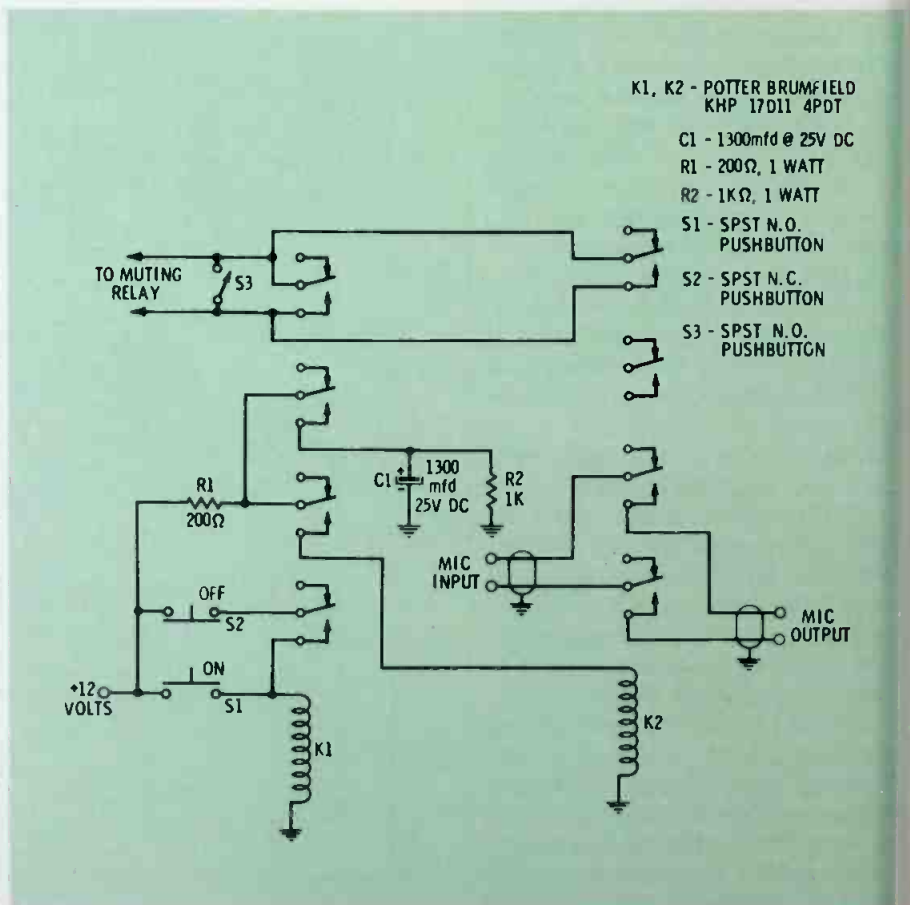 K1, K2 - POTTER BRUMFIELD
KHP 17D11 4PDT
C1 - 1300mfd @ 25V DC
R1 - 200Ω, 1 WATT
R2 - 1KΩ, 1 WATT
S1 - SPST N.O.
PUSHBUTTON
S2 - SPST N.C.
PUSHBUTTON
S3 - SPST N.O.
PUSHBUTTON
TO MUTING
RELAY
S3
R1
200Ω
C1
+
-
1300
mfd
25V DC
R2
1K
MIC
INPUT
MIC
OUTPUT
OFF
S2
ON
S1
+12
VOLTS
K1
K2